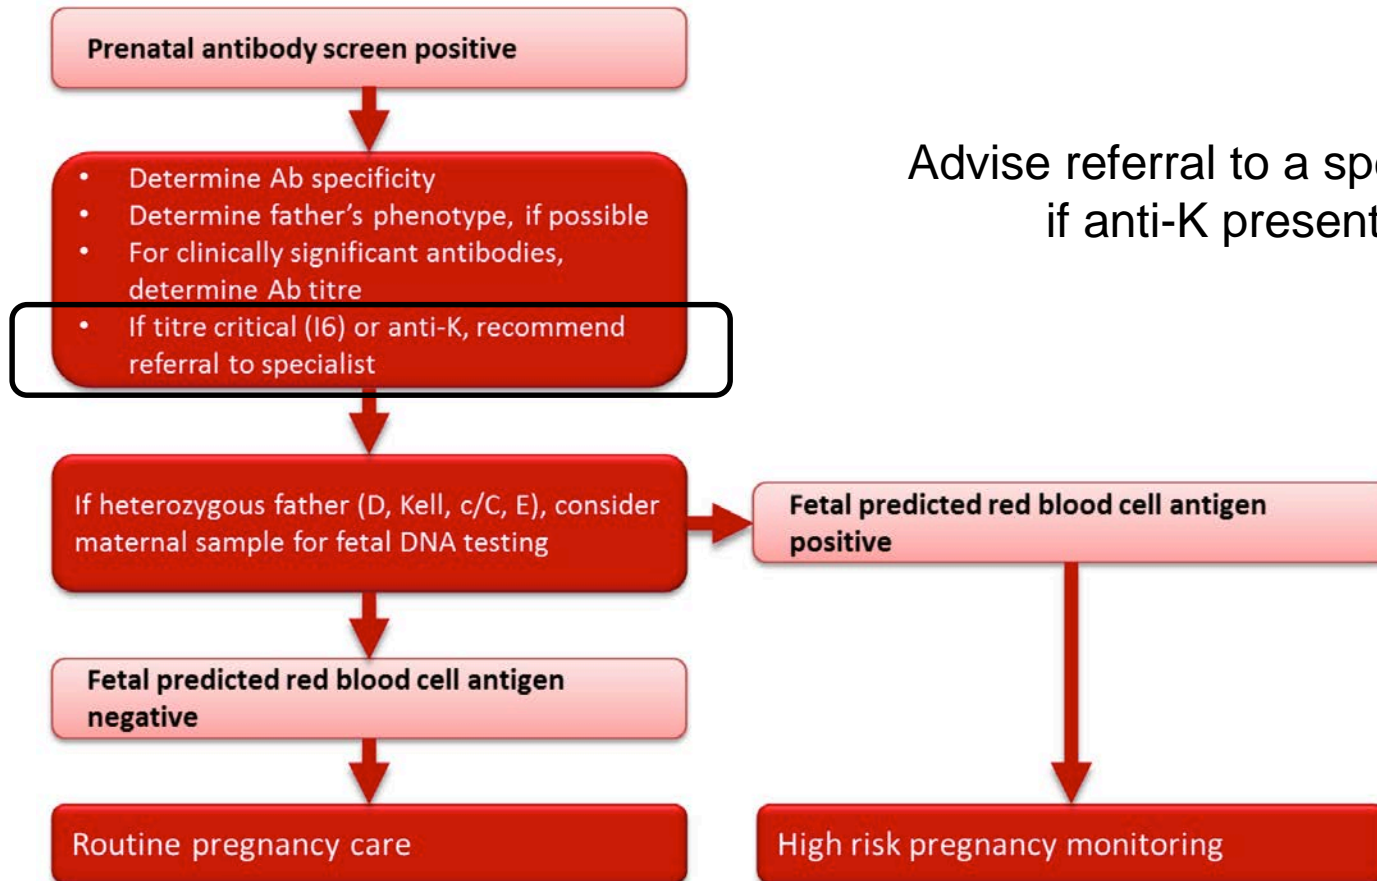 Prenatal antibody screen positive
• Determine Ab specificity
• Determine father's phenotype, if possible
• For clinically significant antibodies,
determine Ab titre
• If titre critical (I6) or anti-K, recommend
referral to specialist
Advise referral to a
if anti-K present
If heterozygous father (D, Kell, c/C, E), consider
maternal sample for fetal DNA testing
Fetal predicted red blood cell antigen
positive
Fetal predicted red blood cell antigen
negative
Routine pregnancy care
High risk pregnancy monitoring